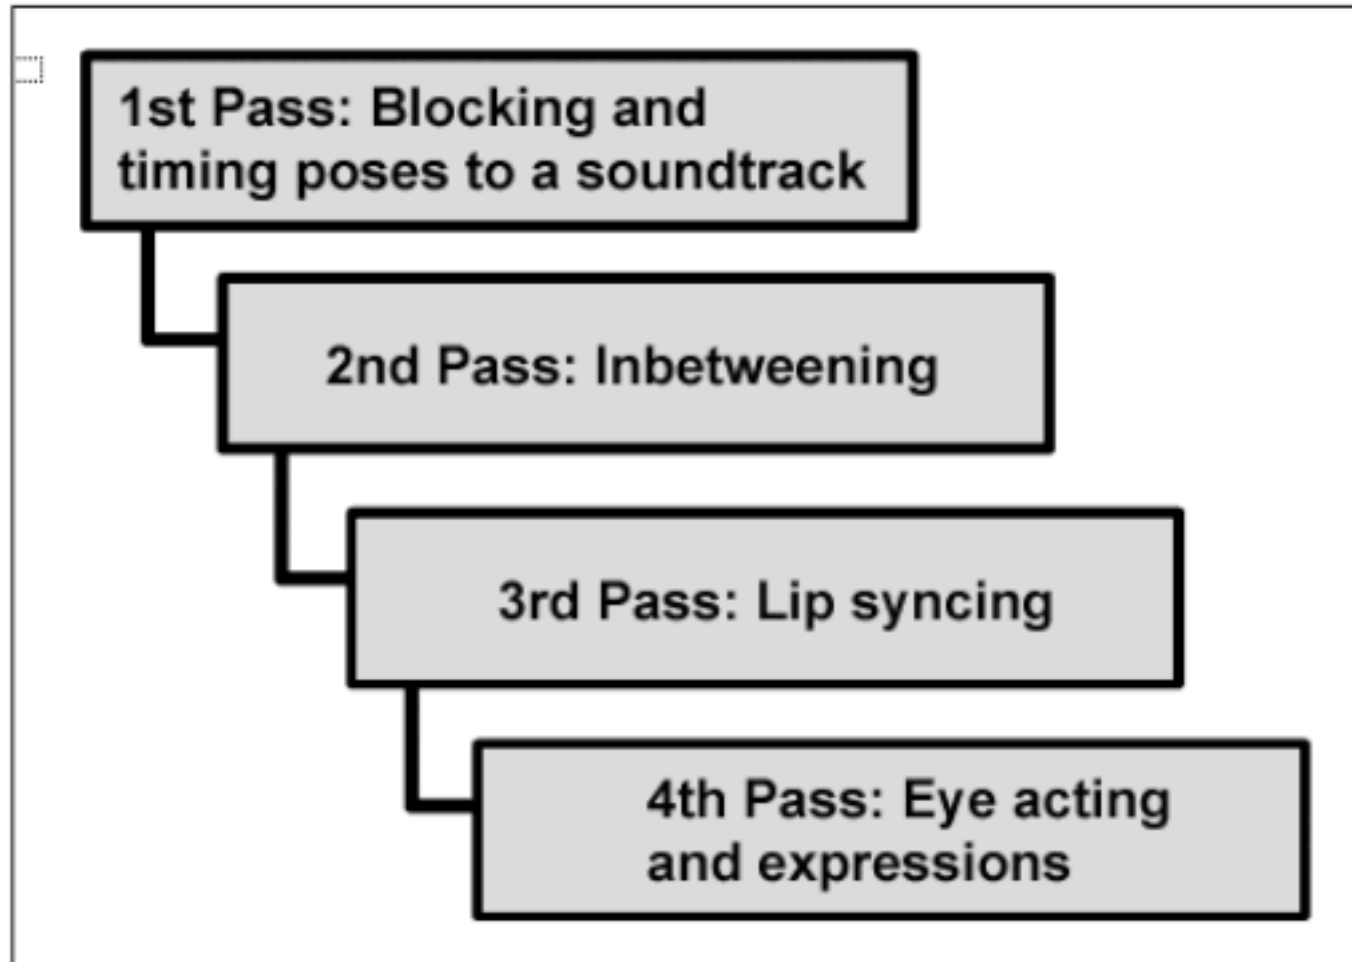 1st Pass: Blocking and
timing poses to a soundtrack
2nd Pass: Inbetweening
3rd Pass: Lip syncing
4th Pass: Eye acting
and expressions